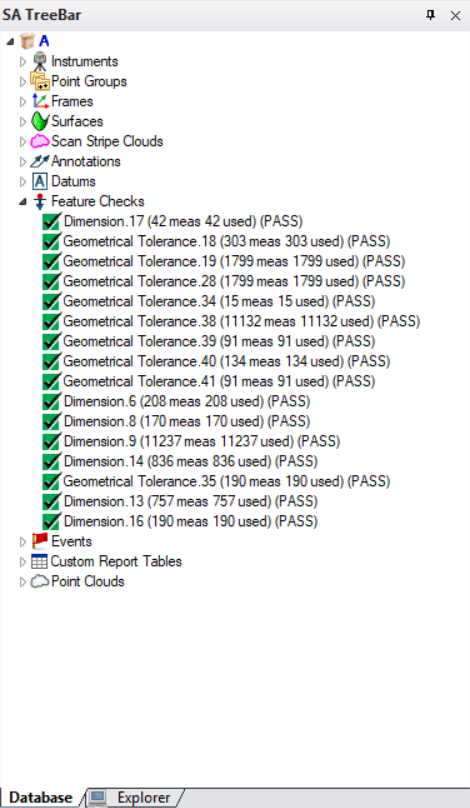 SA TreeBar
A
Instruments
Point Groups
Frames
Surfaces
Scan Stripe Clouds
Annotations
A Datums
Feature Checks
Dimension.17 (42 meas 42 used) (PASS)
Geometrical Tolerance.18 (303 meas 303 used) (PASS)
Geometrical Tolerance.19 (1799 meas 1799 used) (PASS)
Geometrical Tolerance.28 (1799 meas 1799 used) (PASS)
Geometrical Tolerance.34 (15 meas 15 used) (PASS)
Geometrical Tolerance.38 (11132 meas 11132 used) (PASS)
Geometrical Tolerance.39 (91 meas 91 used) (PASS)
Geometrical Tolerance.40 (134 meas 134 used) (PASS)
Geometrical Tolerance.41 (91 meas 91 used) (PASS)
Dimension.6 (208 meas 208 used) (PASS)
Dimension.8 (170 meas 170 used) (PASS)
Dimension.9 (11237 meas 11237 used) (PASS)
Dimension.14 (836 meas 836 used) (PASS)
Geometrical Tolerance.35 (190 meas 190 used) (PASS)
Dimension.13 (757 meas 757 used) (PASS)
Dimension.16 (190 meas 190 used) (PASS)
Events
Custom Report Tables
Point Clouds
Database Explorer